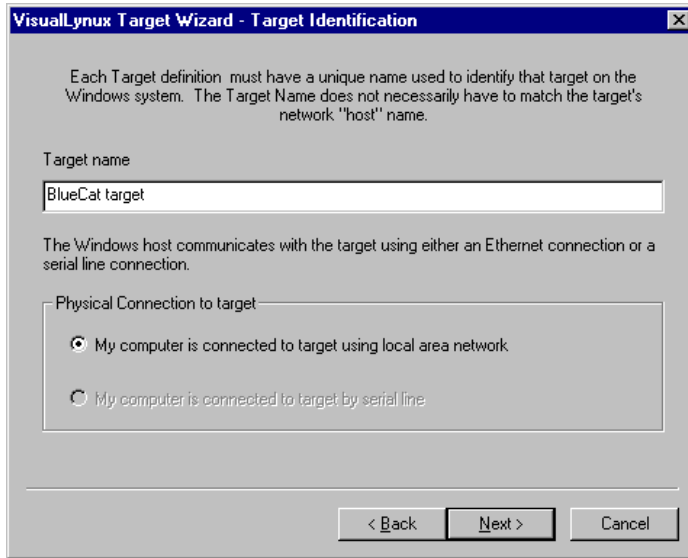 VisualLynux Target Wizard - Target Identification
Each Target definition must have a unique name used to identify that target on the
Windows system. The Target Name does not necessarily have to match the target's
network "host" name.
Target name
BlueCat target
The Windows host communicates with the target using either an Ethernet connection or a
serial line connection.
Physical Connection to target
My computer is connected to target using local area network
My computer is connected to target by serial line
< Back Next > Cancel